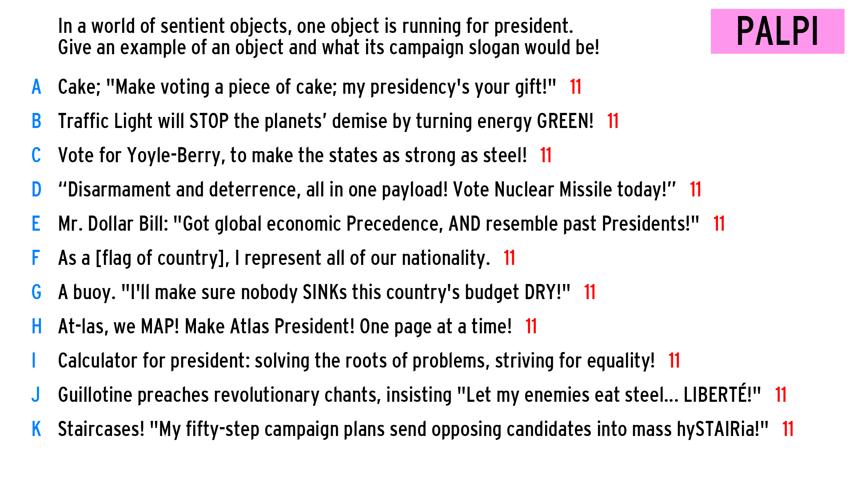 In a world of sentient objects, one object is running for president.
Give an example of an object and what its campaign slogan would be!
PALPI
A Cake; "Make voting a piece of cake; my presidency's your gift!" 11
B Traffic Light will STOP the planets’ demise by turning energy GREEN! 11
C Vote for Yoyle-Berry, to make the states as strong as steel! 11
D “Disarmament and deterrence, all in one payload! Vote Nuclear Missile today!” 11
E Mr. Dollar Bill: "Got global economic Precedence, AND resemble past Presidents!" 11
F As a [flag of country], I represent all of our nationality. 11
G A buoy. "I'll make sure nobody SINKs this country's budget DRY!" 11
H At-las, we MAP! Make Atlas President! One page at a time! 11
I Calculator for president: solving the roots of problems, striving for equality! 11
J Guillotine preaches revolutionary chants, insisting "Let my enemies eat steel... LIBERTÉ!" 11
K Staircases! "My fifty-step campaign plans send opposing candidates into mass hySTAIRia!" 11